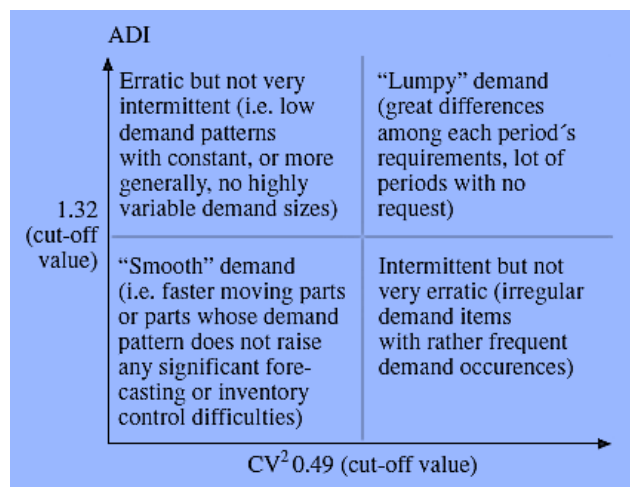 ADI
Erratic but not very
intermittent (i.e. low
demand patterns
with constant, or more
generally, no highly
variable demand sizes)
“Lumpy” demand
(great differences
among each period´s
requirements, lot of
periods with no
request)
1.32
(cut-off
value)
“Smooth” demand
(i.e. faster moving parts
or parts whose demand
pattern does not raise
any significant fore-
casting or inventory
control difficulties)
Intermittent but not
very erratic (irregular
demand items
with rather frequent
demand occurences)
CV² 0.49 (cut-off value)